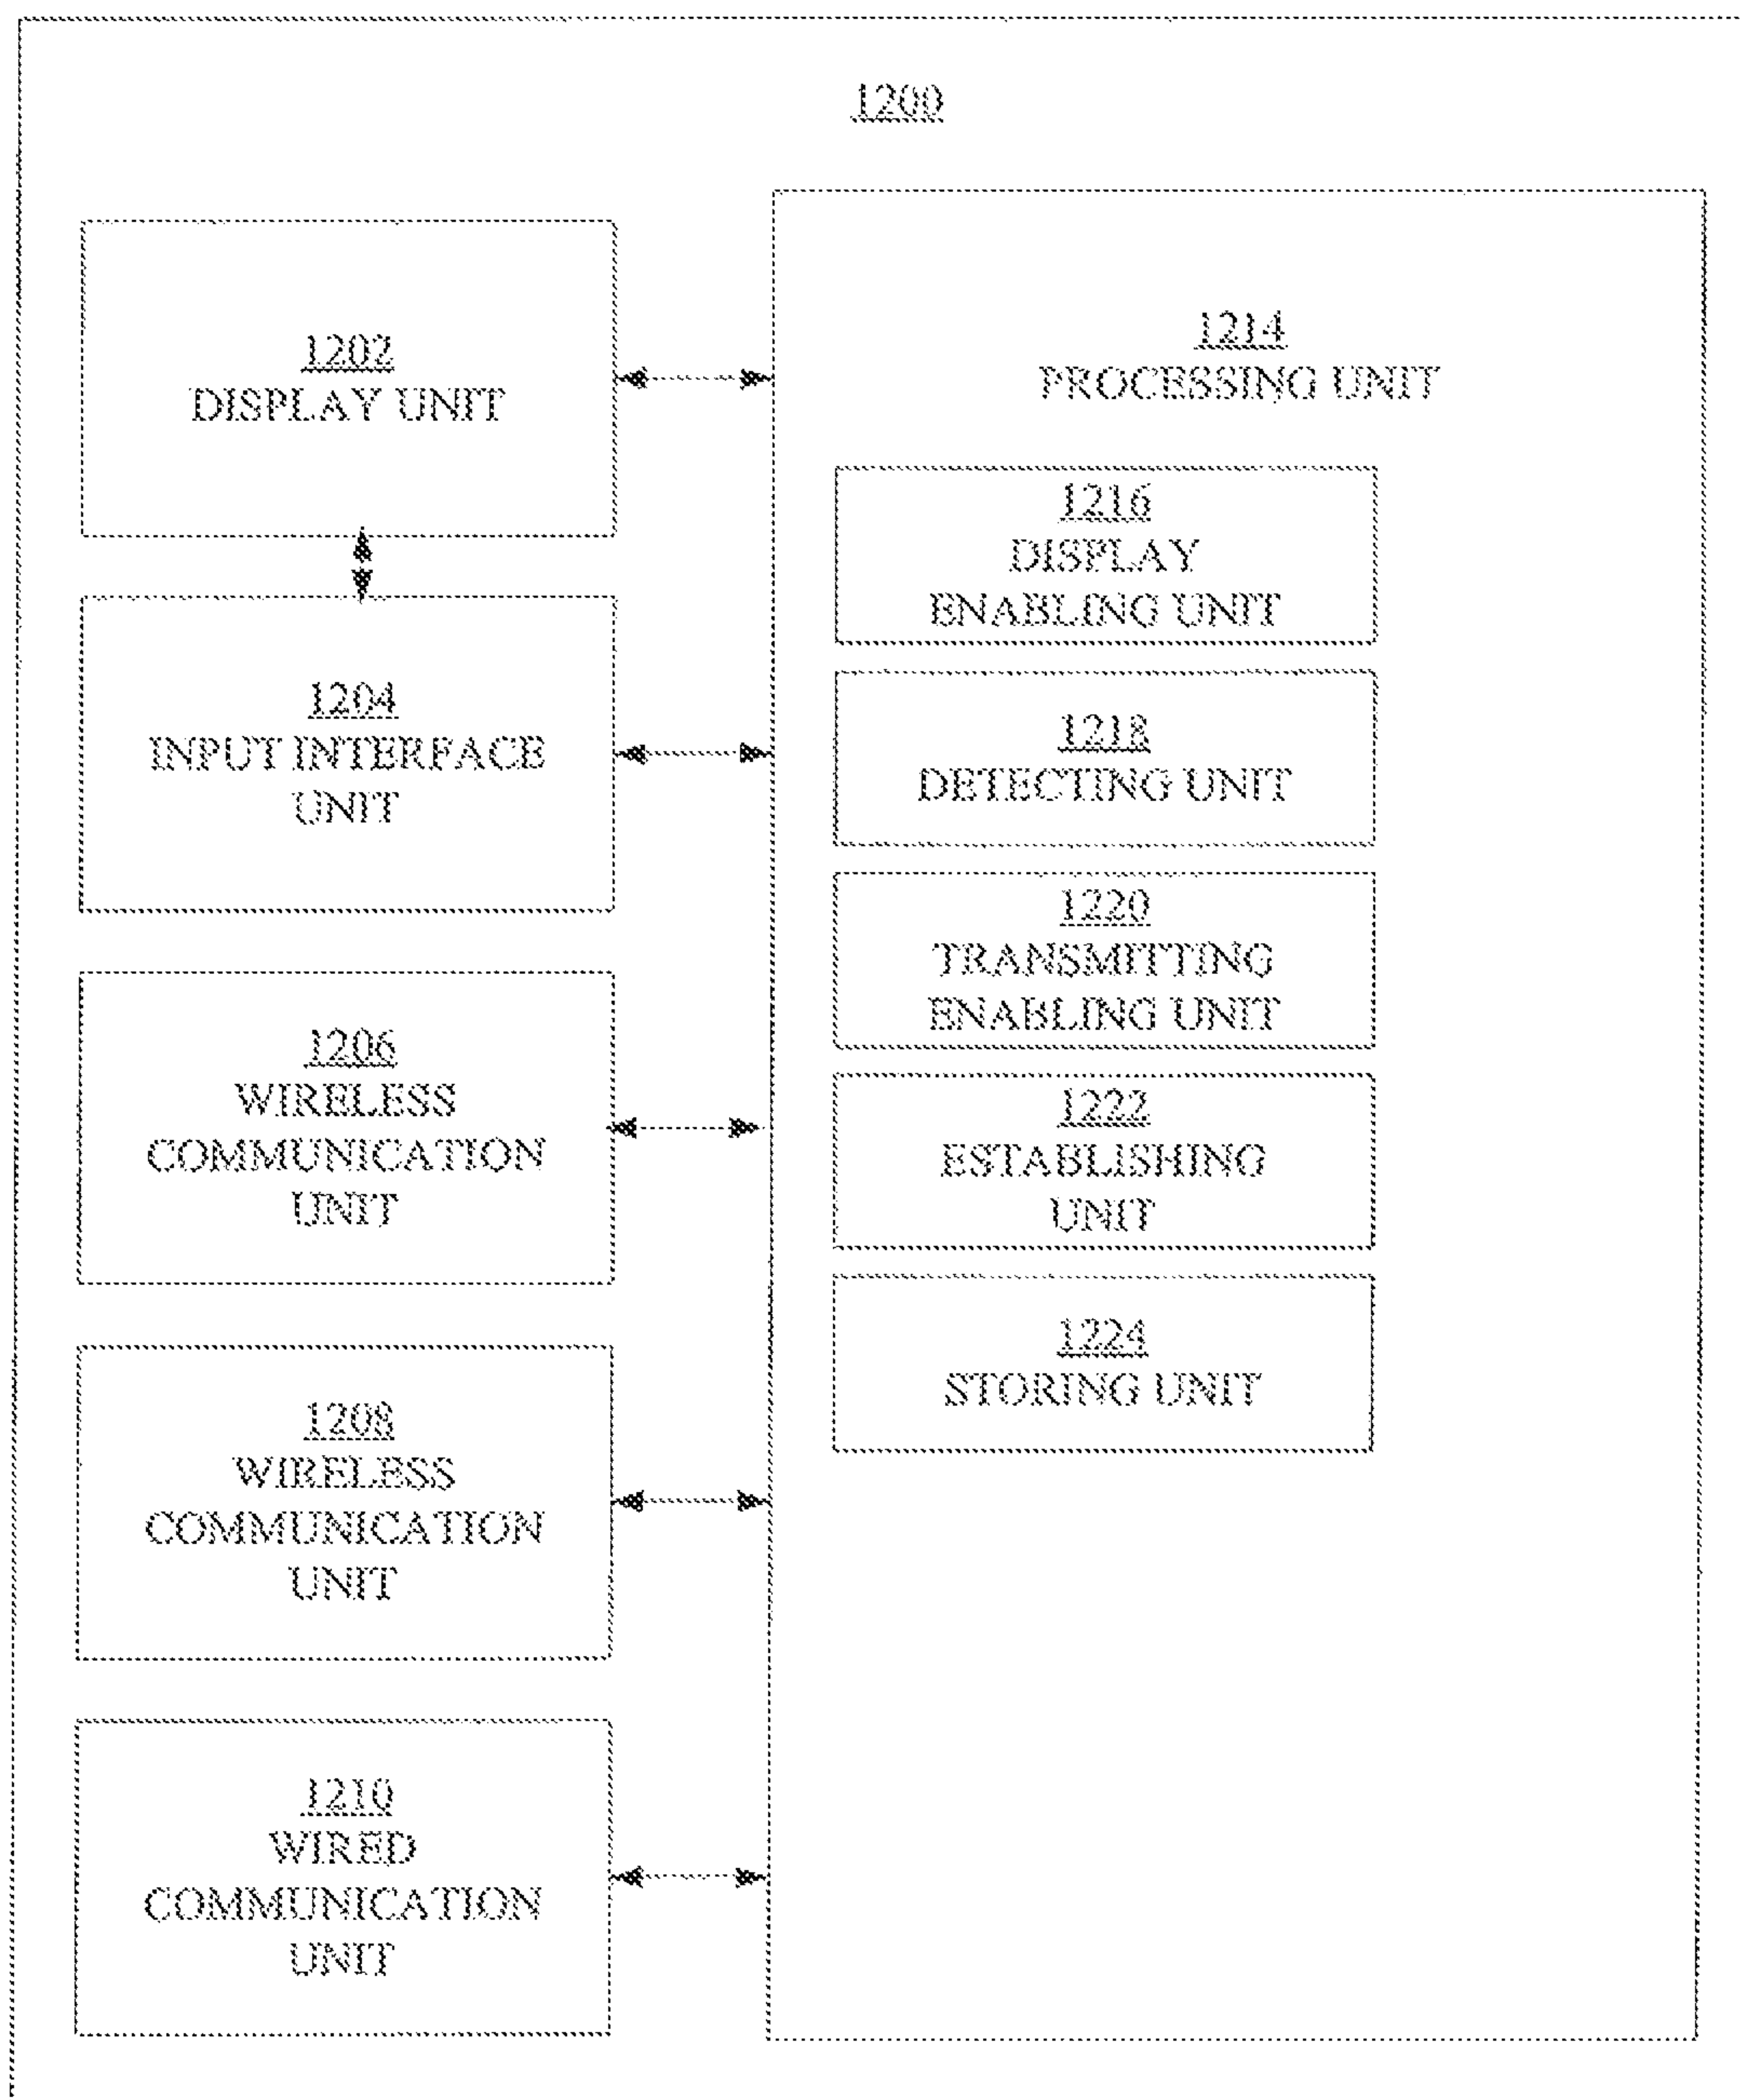 1200
1202
DISPLAY UNIT
1204
INPUT INTERFACE
UNIT
1206
WIRELESS
COMMUNICATION
UNIT
1208
WIRELESS
COMMUNICATION
UNIT
1210
WIRED
COMMUNICATION
UNIT
1214
PROCESSING UNIT
1216
DISPLAY
ENABLING UNIT
1218
DETECTING UNIT
1220
TRANSMITTING
ENABLING UNIT
1222
ESTABLISHING
UNIT
1224
STORING UNIT